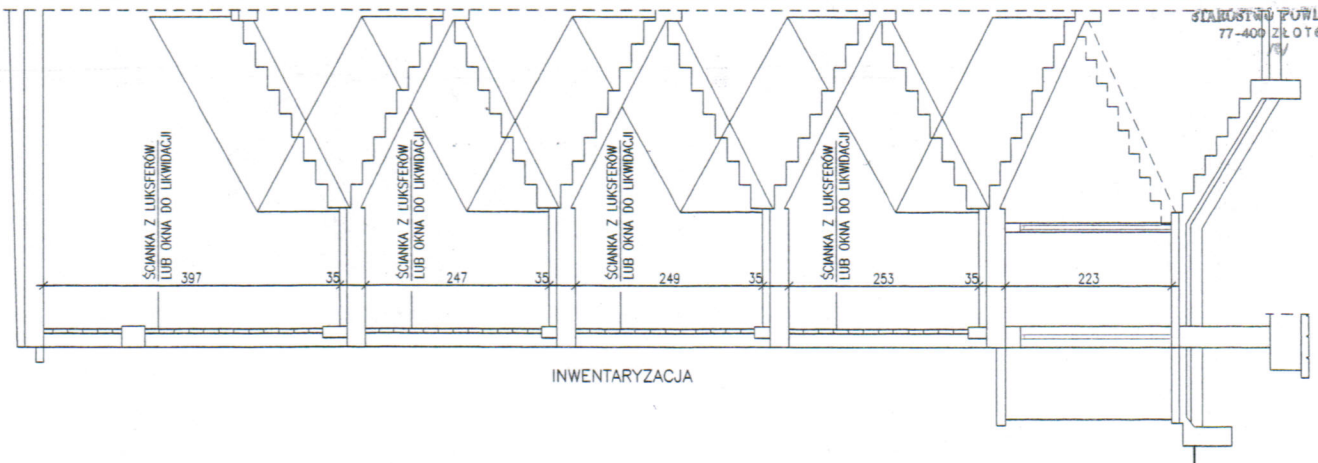 77-400
ŚCIANKA Z LUKSFERÓW
LUB OKNA DO LIKWIDACJI
ŚCIANKA Z LUKSFERÓW
LUB OKNA DO LIKWIDACJI
ŚCIANKA Z LUKSFERÓW
LUB OKNA DO LIKWIDACJI
ŚCIANKA Z LUKSFERÓW
LUB OKNA DO LIKWIDACJI
397 35 247 35 249 35 253 35 223
INWENTARYZACJA